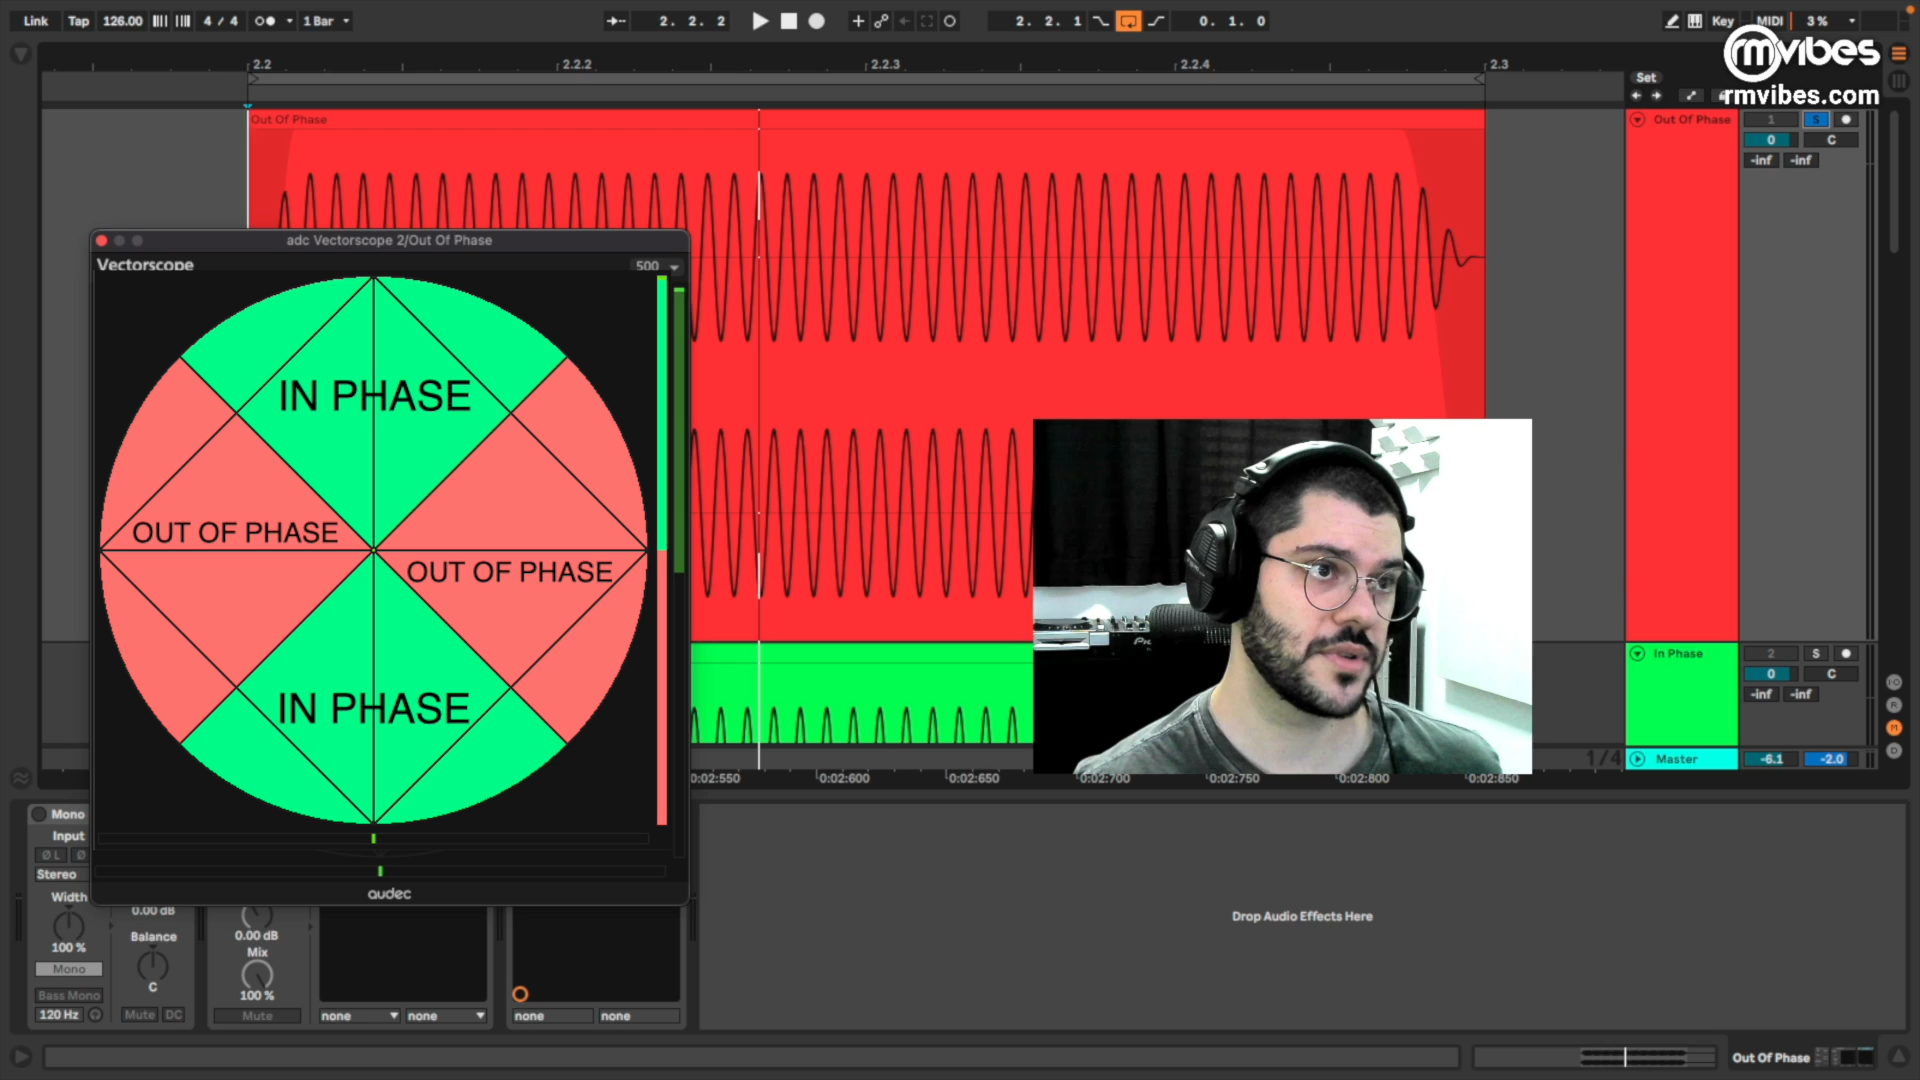 Link Tap 126.00 4 / 4 1 Bar 2. 2. 2 2. 2. 1 0. 1. 0 Key MIDI 3 %
rmvibes
rmvibes.com
2.2 2.2.2 2.2.3 2.2.4 2.3
Set
Out Of Phase
Out Of Phase 1 S
0 C
-inf -inf
adc Vectorscope 2/Out Of Phase
Vectorscope 500
IN PHASE
OUT OF PHASE
OUT OF PHASE
IN PHASE
In Phase 2 S
0 C
-inf -inf
1/4
Master -6.1 -2.0
0:02:550 0:02:600 0:02:650 0:02:700 0:02:750 0:02:800 0:02:850
audec
Mono
Input
Ø L Ø
Stereo
Width
100 %
Mono
Bass Mono
120 Hz
0.00 dB
Balance
C
Mute DC
0.00 dB
Mix
100 %
Mute
none none
none none
Drop Audio Effects Here
Out Of Phase